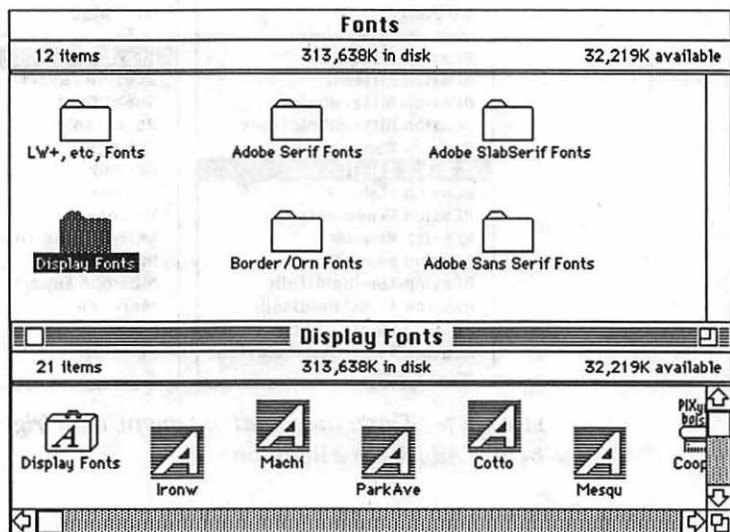 Fonts
12 items 313,638K in disk 32,219K available
LW+, etc, Fonts Adobe Serif Fonts Adobe SlabSerif Fonts
Display Fonts Border/Orn Fonts Adobe Sans Serif Fonts
Display Fonts
21 items 313,638K in disk 32,219K available
PIXy
bols
A A A A A A
Display Fonts Machi Cotto Coop
Ironw ParkAve Mesqu